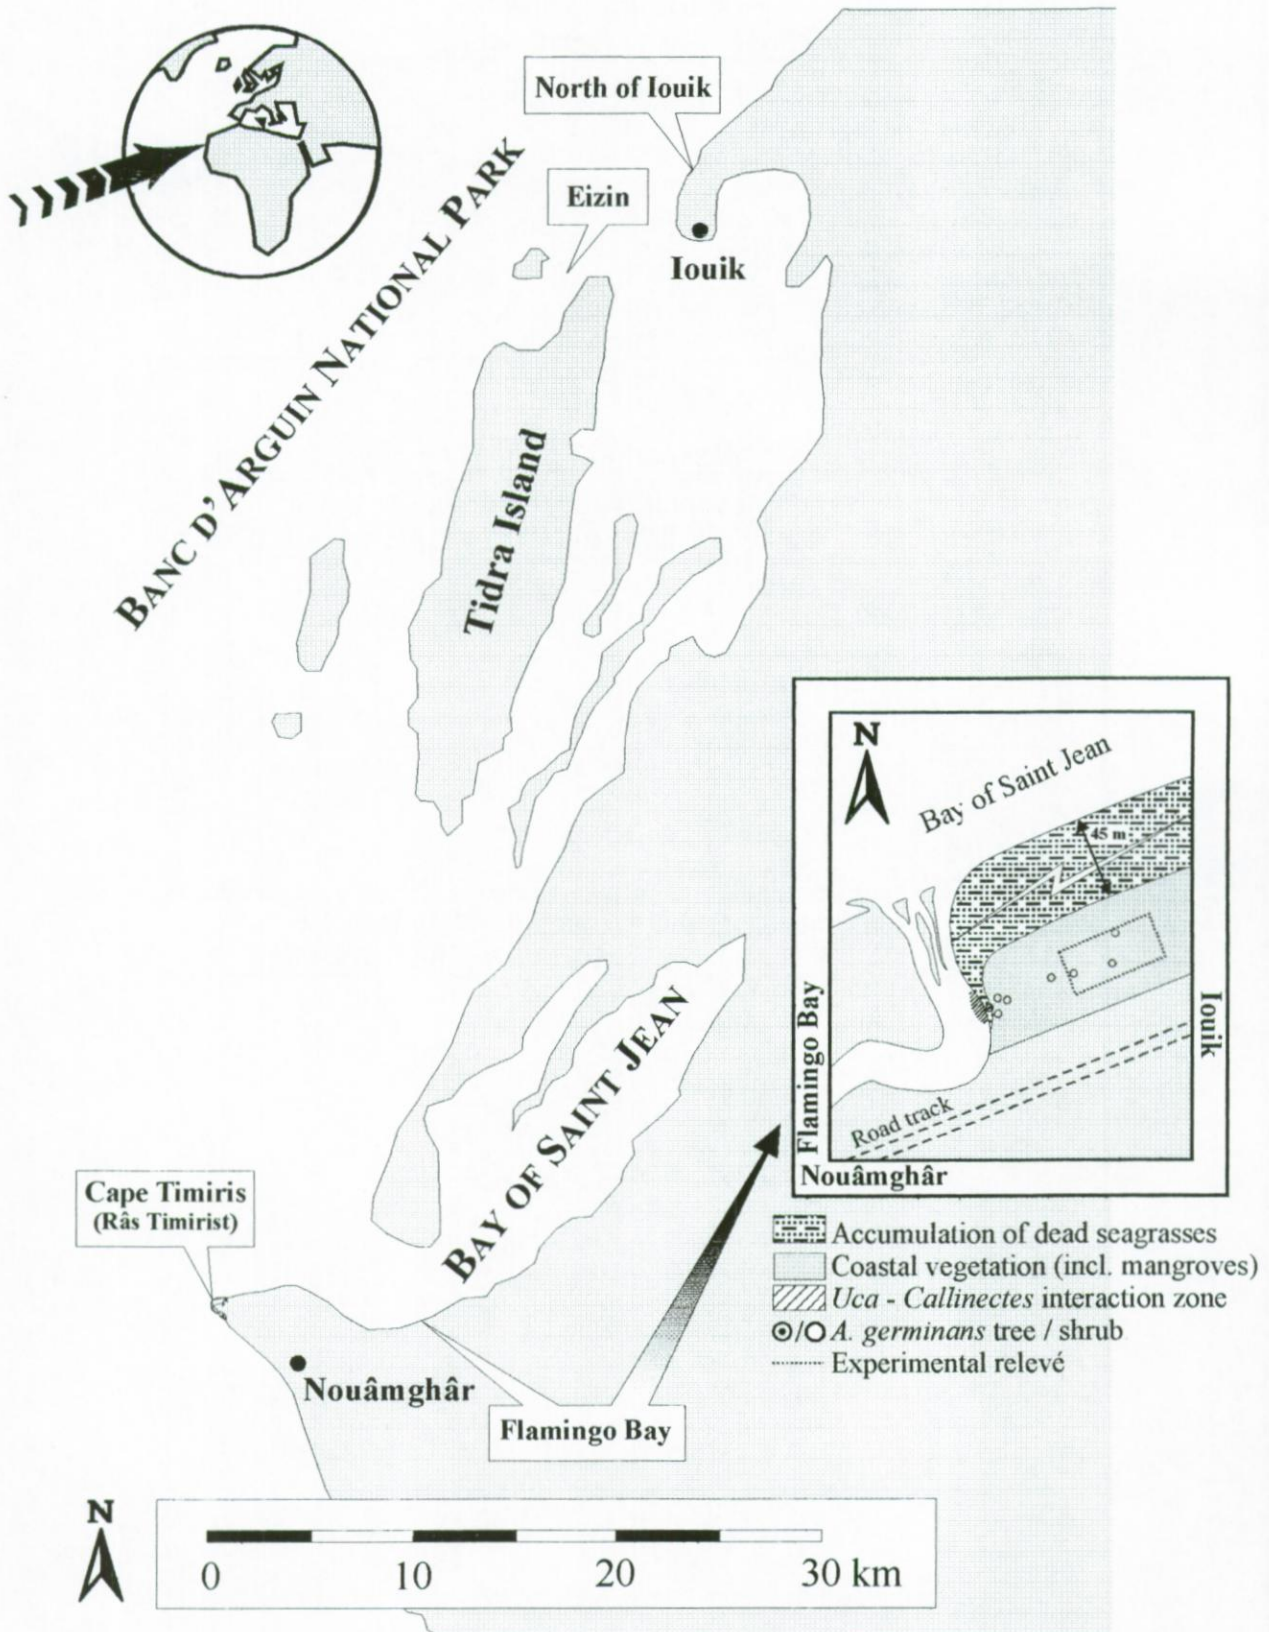 North of Iouik
Eizin
Iouik
BANC D'ARGUIN NATIONAL PARK
Tidra Island
BAY OF SAINT JEAN
Cape Timiris
(Râs Timirist)
Nouâmghâr
Flamingo Bay
N
Bay of Saint Jean
45 m
Flamingo Bay
Iouik
Road track
Nouâmghâr
Accumulation of dead seagrasses
Coastal vegetation (incl. mangroves)
Uca - Callinectes interaction zone
A. germinans tree / shrub
Experimental relevé
N
0 10 20 30 km